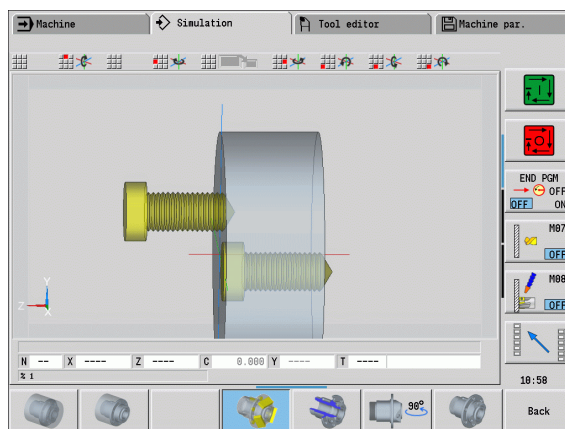 Machine Simulation Tool editor Machine par.
END PGM
OFF
OFF ON
M07
OFF
M08
OFF
Y
Z X
N -- X ---- Z ---- C 0.000 Y ---- T ----
% 1
10:58
90°
Back